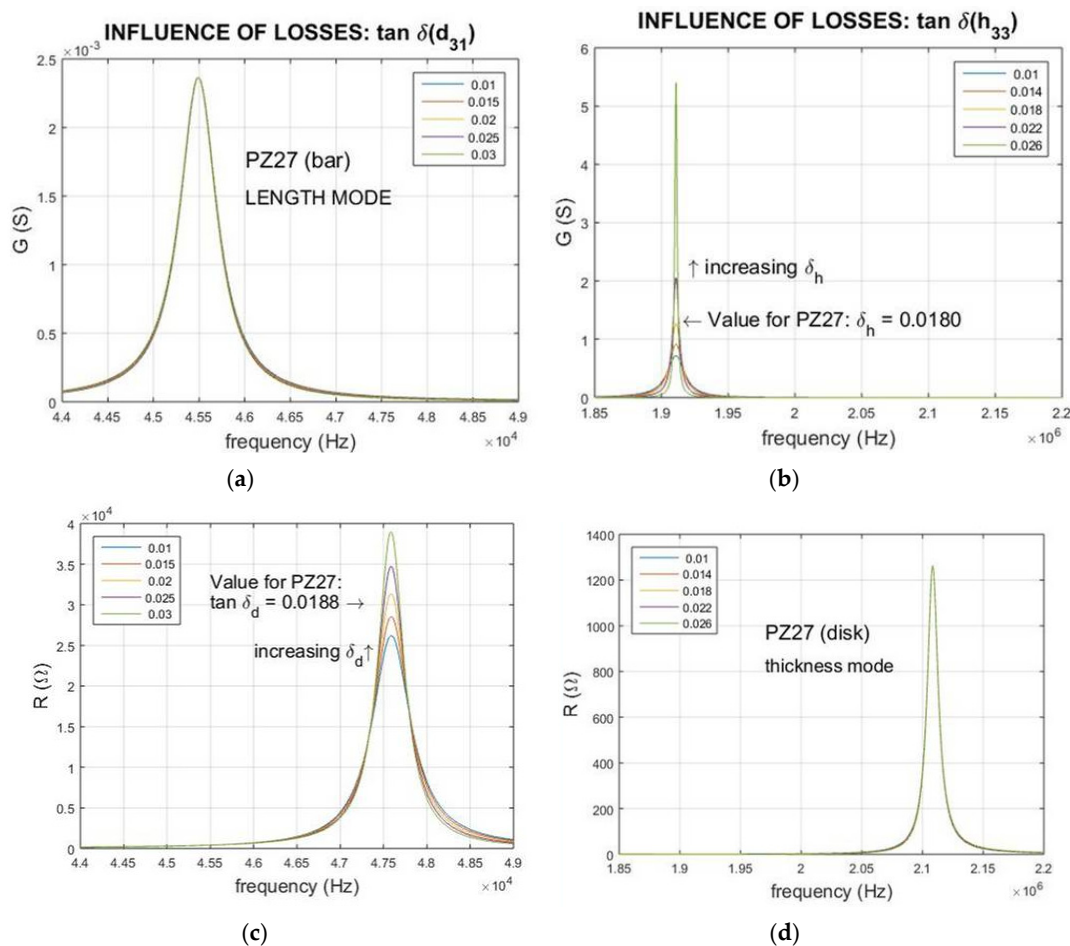 INFLUENCE OF LOSSES: tan δ(d31)
×10-3
2.5
2
1.5
1
0.5
0
G (S)
0.01
0.015
0.02
0.025
0.03
PZ27 (bar)
LENGTH MODE
4.4 4.45 4.5 4.55 4.6 4.65 4.7 4.75 4.8 4.85 4.9
frequency (Hz)
×104
(a)
INFLUENCE OF LOSSES: tan δ(h33)
6
5
4
3
2
1
0
G (S)
0.01
0.014
0.018
0.022
0.026
↑ increasing δh
← Value for PZ27: δh = 0.0180
1.85 1.9 1.95 2 2.05 2.1 2.15 2.2
frequency (Hz)
×106
(b)
×104
4
3.5
3
2.5
2
1.5
1
0.5
0
R (Ω)
0.01
0.015
0.02
0.025
0.03
Value for PZ27:
tan δd = 0.0188 →
increasing δd↑
4.4 4.45 4.5 4.55 4.6 4.65 4.7 4.75 4.8 4.85 4.9
frequency (Hz)
×104
(c)
1400
1200
1000
800
600
400
200
0
R (Ω)
0.01
0.014
0.018
0.022
0.026
PZ27 (disk)
thickness mode
1.85 1.9 1.95 2 2.05 2.1 2.15 2.2
frequency (Hz)
×106
(d)